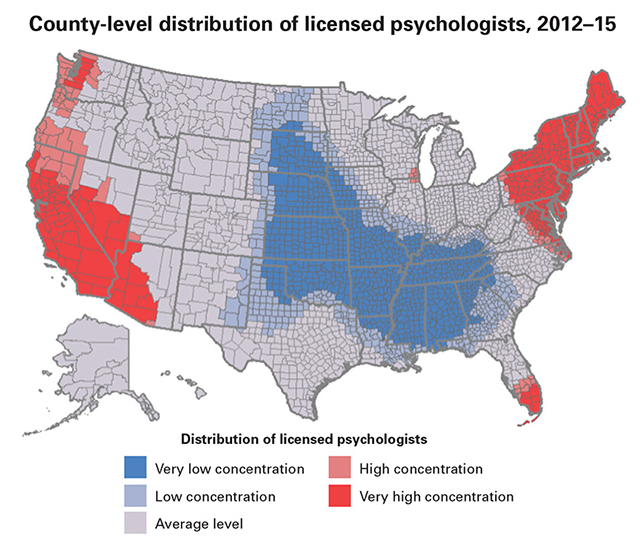 County-level distribution of licensed psychologists, 2012–15
Distribution of licensed psychologists
Very low concentration
High concentration
Low concentration
Very high concentration
Average level